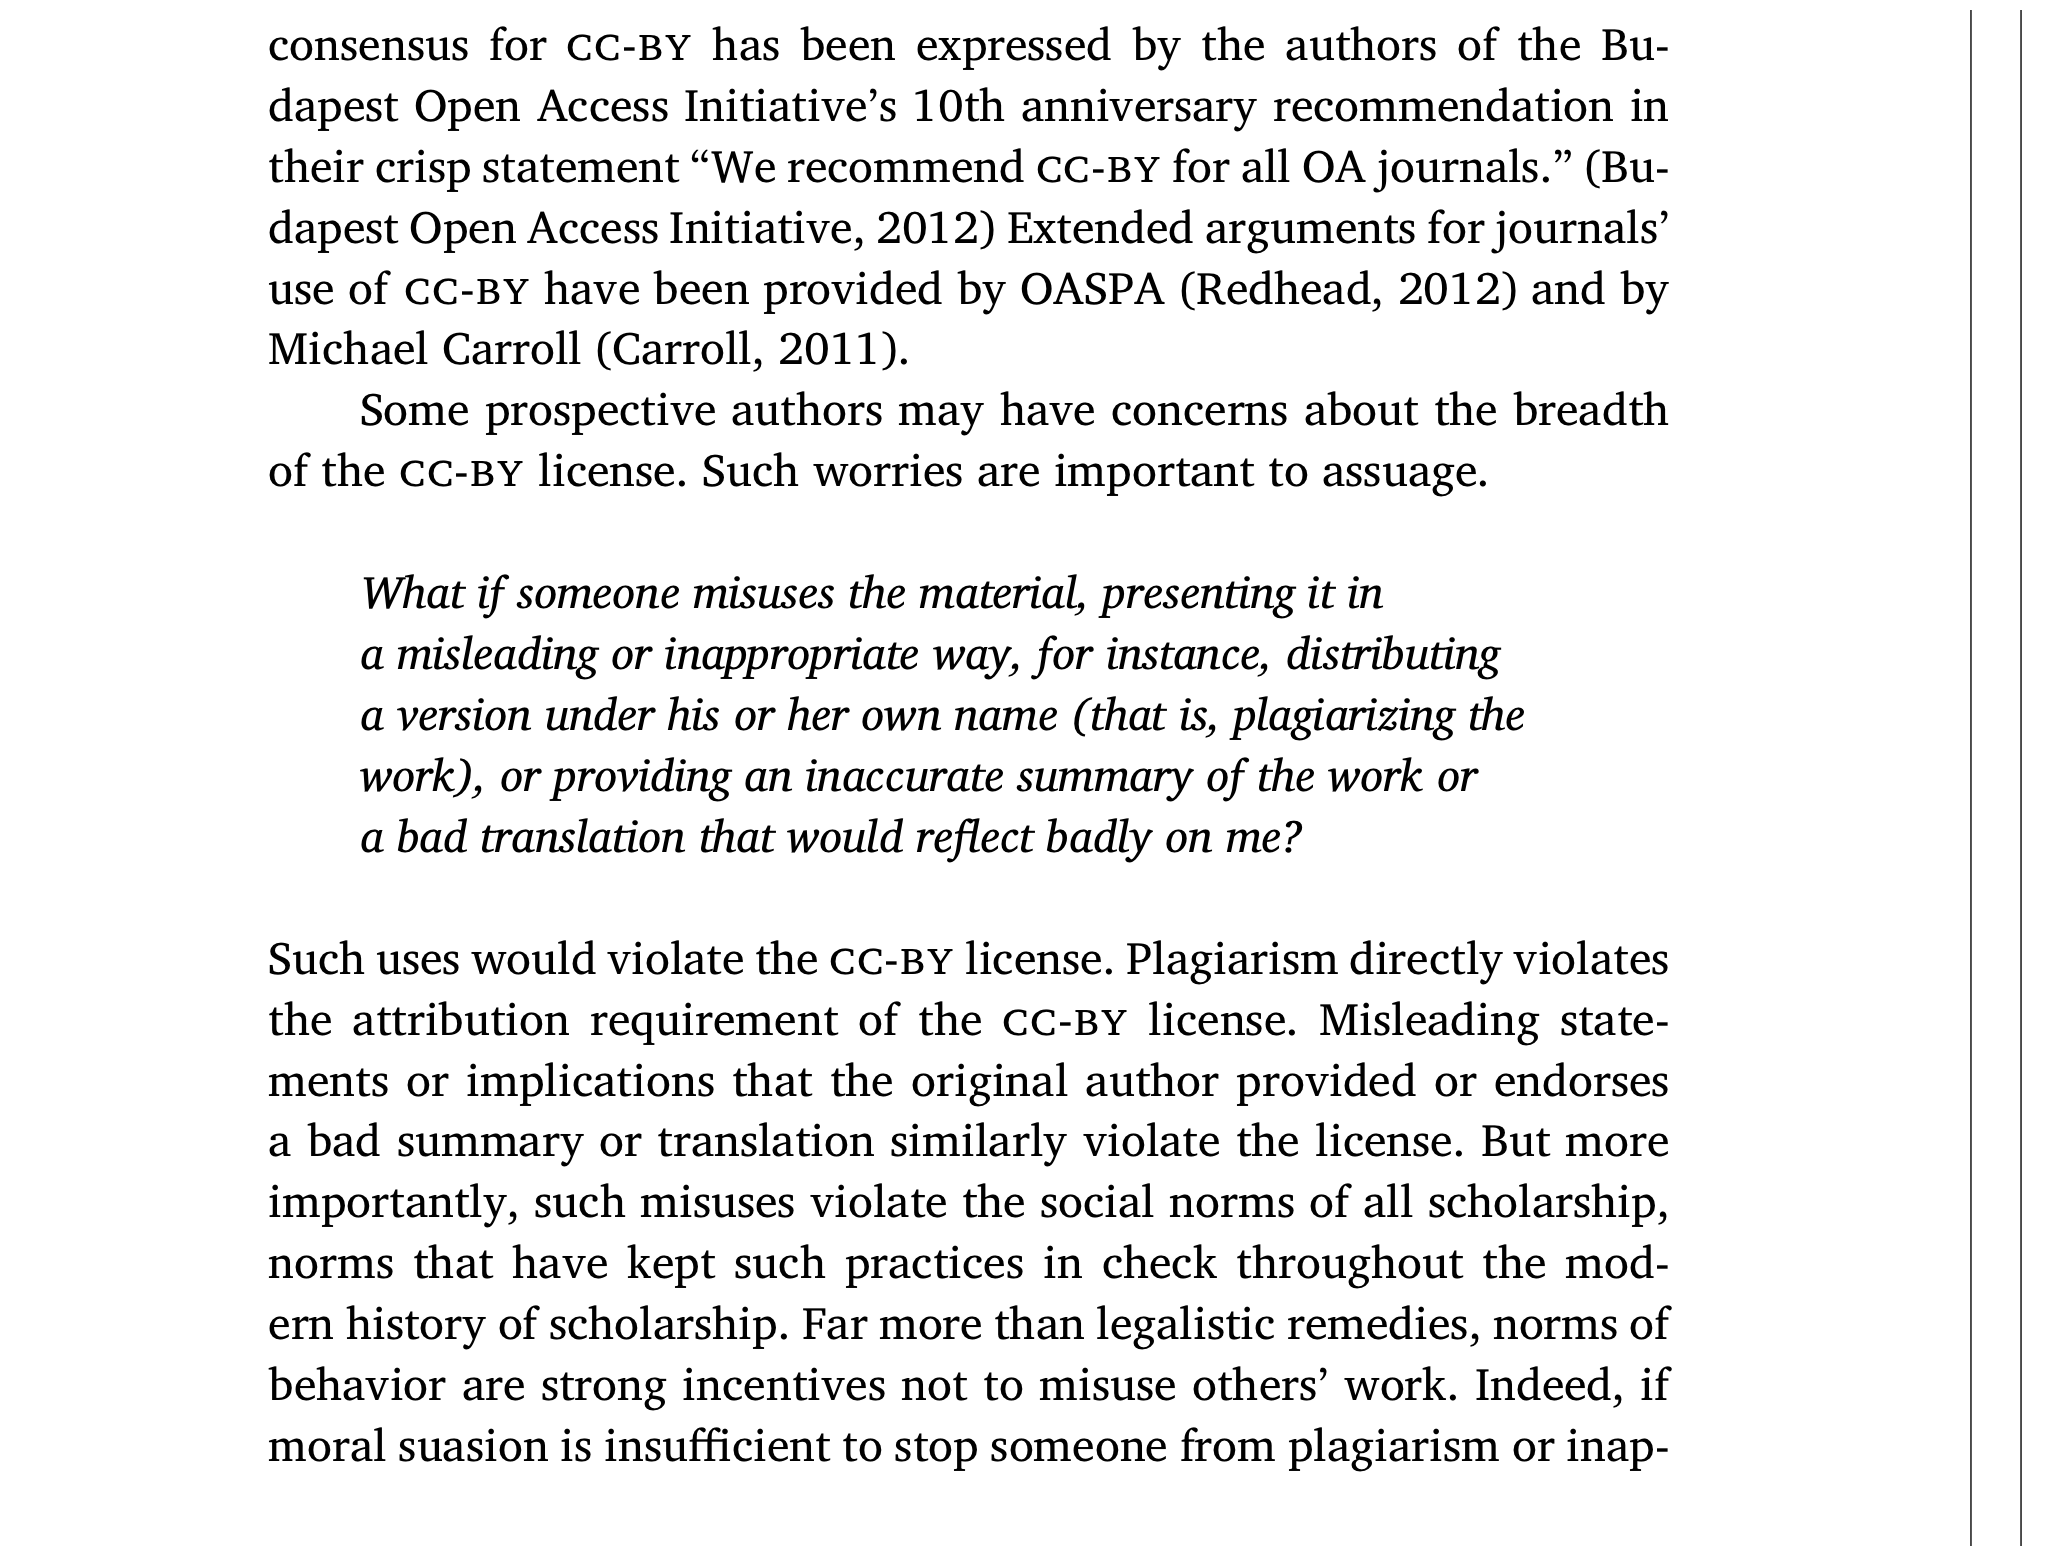 consensus for CC-BY has been expressed by the authors of the Bu-
dapest Open Access Initiative’s 10th anniversary recommendation in
their crisp statement “We recommend CC-BY for all OA journals.” (Bu-
dapest Open Access Initiative, 2012) Extended arguments for journals’
use of CC-BY have been provided by OASPA (Redhead, 2012) and by
Michael Carroll (Carroll, 2011).
Some prospective authors may have concerns about the breadth
of the CC-BY license. Such worries are important to assuage.
What if someone misuses the material, presenting it in
a misleading or inappropriate way, for instance, distributing
a version under his or her own name (that is, plagiarizing the
work), or providing an inaccurate summary of the work or
a bad translation that would reflect badly on me?
Such uses would violate the CC-BY license. Plagiarism directly violates
the attribution requirement of the CC-BY license. Misleading state-
ments or implications that the original author provided or endorses
a bad summary or translation similarly violate the license. But more
importantly, such misuses violate the social norms of all scholarship,
norms that have kept such practices in check throughout the mod-
ern history of scholarship. Far more than legalistic remedies, norms of
behavior are strong incentives not to misuse others’ work. Indeed, if
moral suasion is insufficient to stop someone from plagiarism or inap-